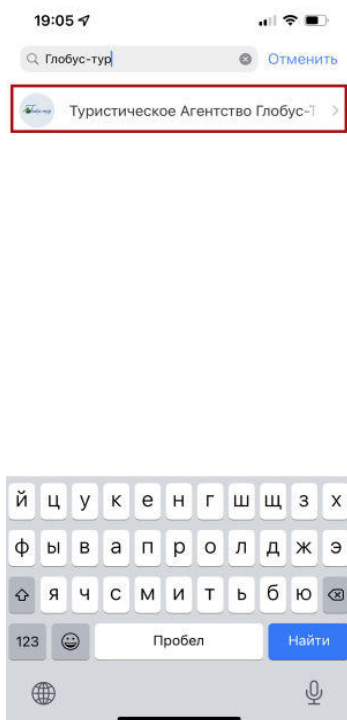 19:05
Глобус-тур
Отменить
Туристическое Агентство Глобус-Т
й ц у к е н г ш щ з х
ф ы в а п р о л д ж э
я ч с м и т ь б ю
123
Пробел
Найти